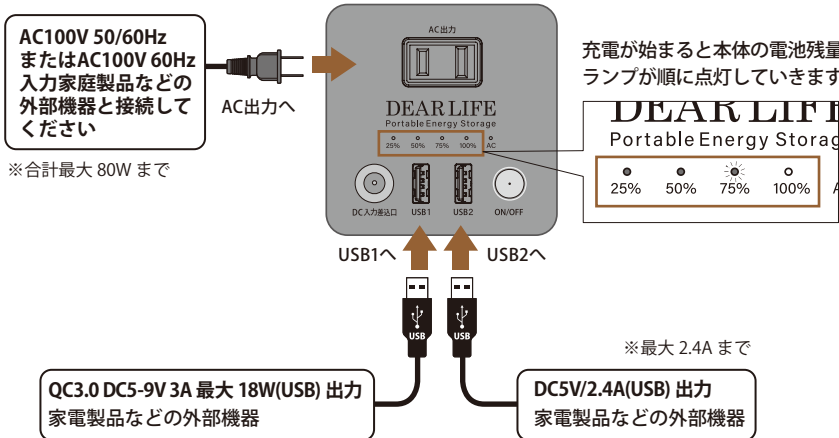 AC100V 50/60Hz
またはAC100V 60Hz
入力家庭製品などの
外部機器と接続して
ください
※合計最大 80W まで
AC出力へ
AC出力
DEAR LIFE
Portable Energy Storage
25% 50% 75% 100% AC
DC入力差込口 USB1 USB2 ON/OFF
充電が始まると本体の電池残量
ランプが順に点灯していきます
DEAR LIFE
Portable Energy Storag
25% 50% 75% 100% A
USB1へ USB2へ
USB USB
※最大 2.4A まで
QC3.0 DC5-9V 3A 最大 18W(USB) 出力
家電製品などの外部機器
DC5V/2.4A(USB) 出力
家電製品などの外部機器